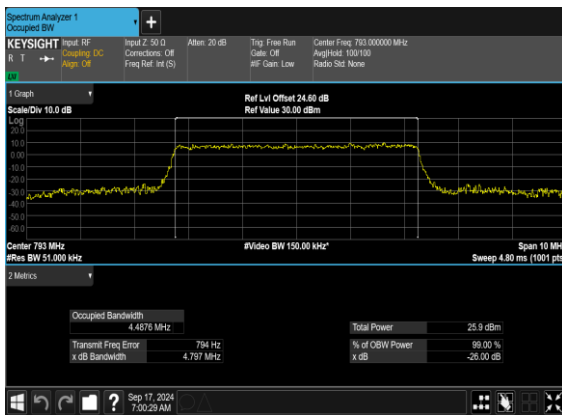 Spectrum Analyzer 1
Occupied BW
+
KEYSIGHT Input: RF Input Z: 50 Ω Atten: 20 dB Trig: Free Run Center Freq: 793.000000 MHz
R T Coupling: DC Corrections: Off Gate: Off Avg|Hold: 100/100
Align: Off Freq Ref: Int (S) #IF Gain: Low Radio Std: None
LW
1 Graph
Ref Lvl Offset 24.60 dB
Scale/Div 10.0 dB Ref Value 30.00 dBm
Log
20.0
10.0
0.00
-10.0
-20.0
-30.0
-40.0
-50.0
-60.0
Center 793 MHz #Video BW 150.00 kHz* Span 10 MH
#Res BW 51.000 kHz Sweep 4.80 ms (1001 pts
2 Metrics
Occupied Bandwidth
4.4876 MHz Total Power 25.9 dBm
Transmit Freq Error 794 Hz % of OBW Power 99.00 %
x dB Bandwidth 4.797 MHz x dB -26.00 dB
? Sep 17, 2024
7:00:29 AM